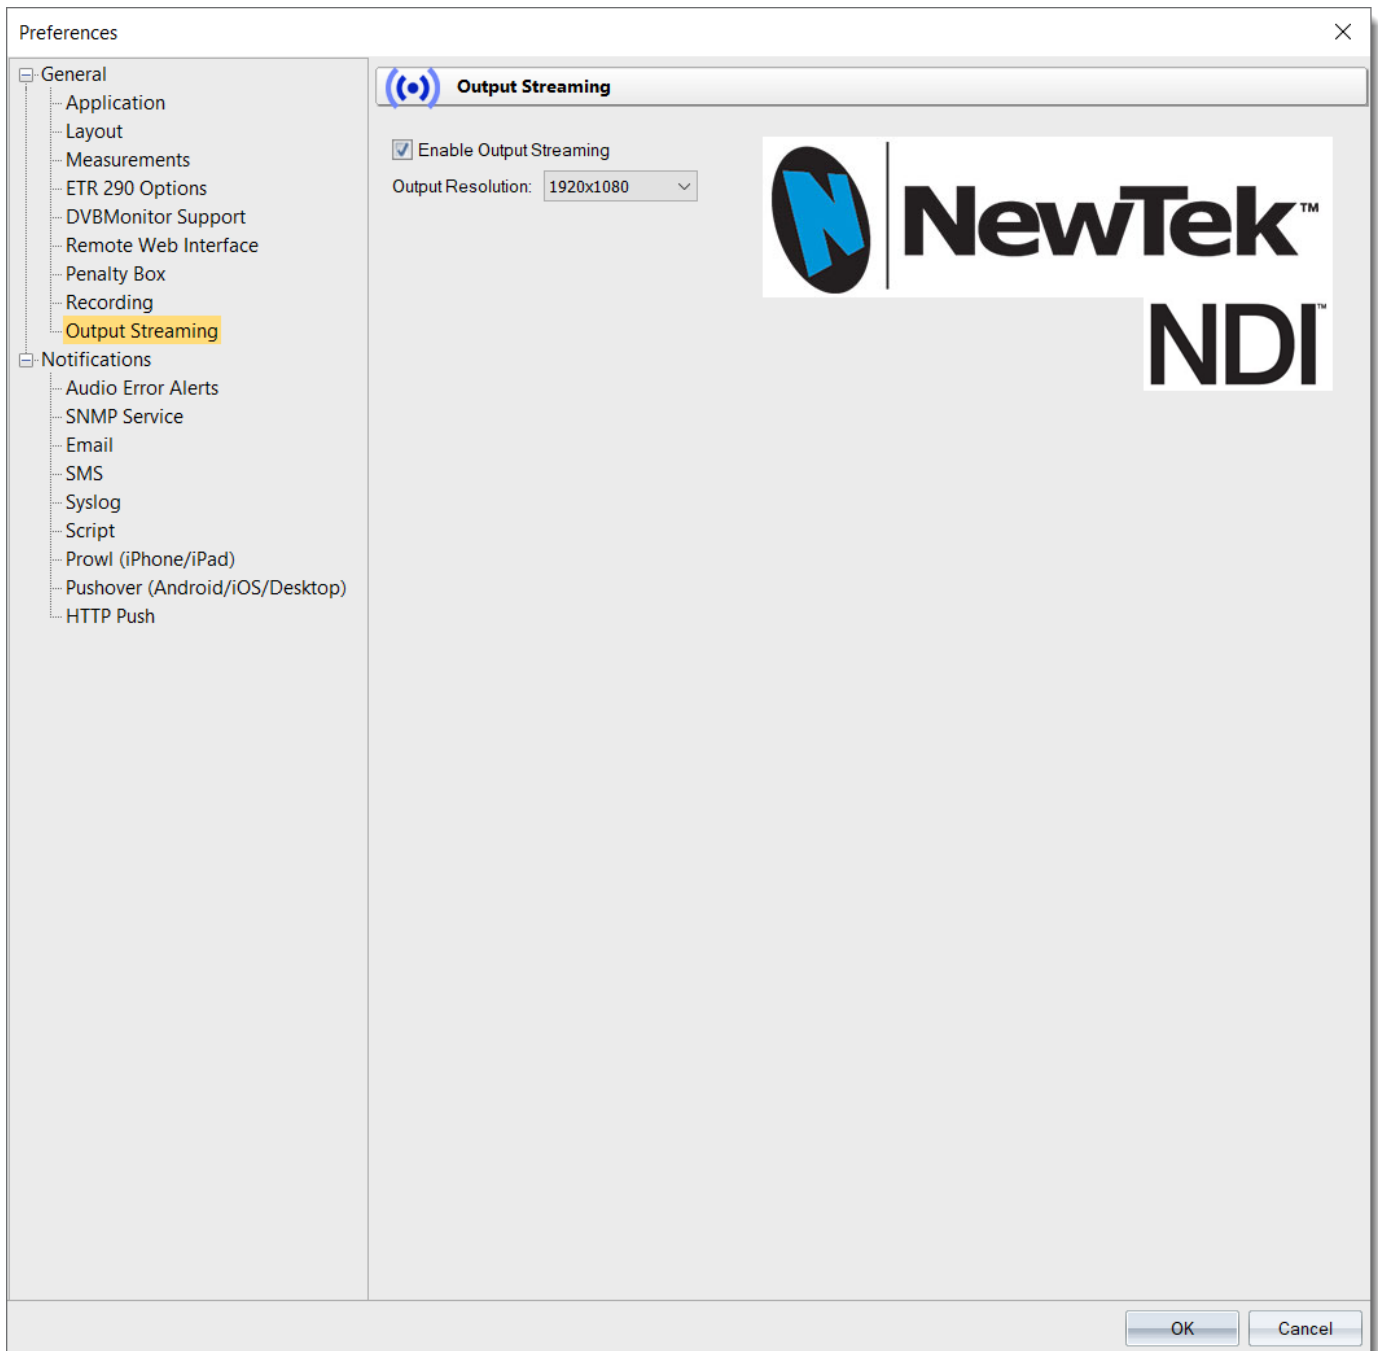 Preferences
General
Application
Layout
Measurements
ETR 290 Options
DVBMonitor Support
Remote Web Interface
Penalty Box
Recording
Output Streaming
Notifications
Audio Error Alerts
SNMP Service
Email
SMS
Syslog
Script
Prowl (iPhone/iPad)
Pushover (Android/iOS/Desktop)
HTTP Push
Output Streaming
Enable Output Streaming
Output Resolution: 1920x1080
N NewTek™
NDI™
OK Cancel